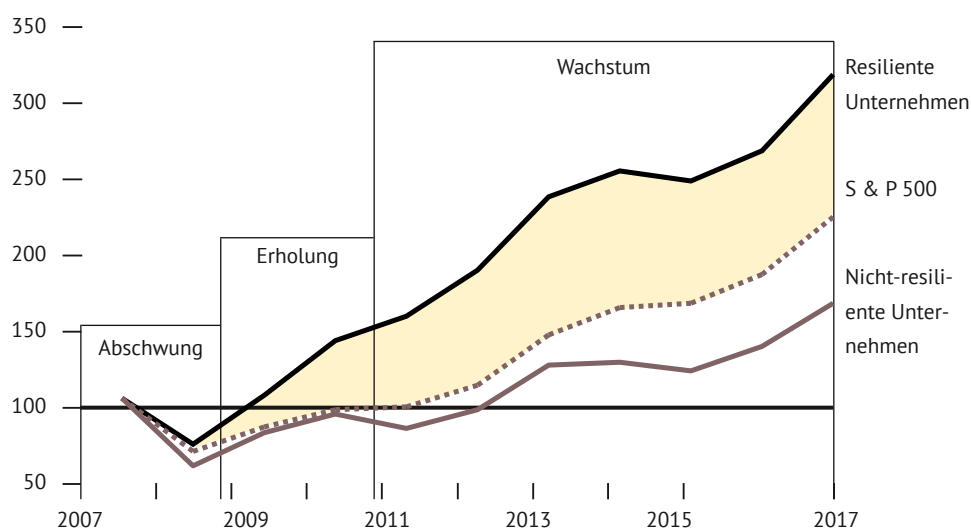 350
300
250
200
150
100
50
Wachstum
Erholung
Abschwung
Resiliente
Unternehmen
S & P 500
Nicht-resili-
ente Unter-
nehmen
2007 2009 2011 2013 2015 2017